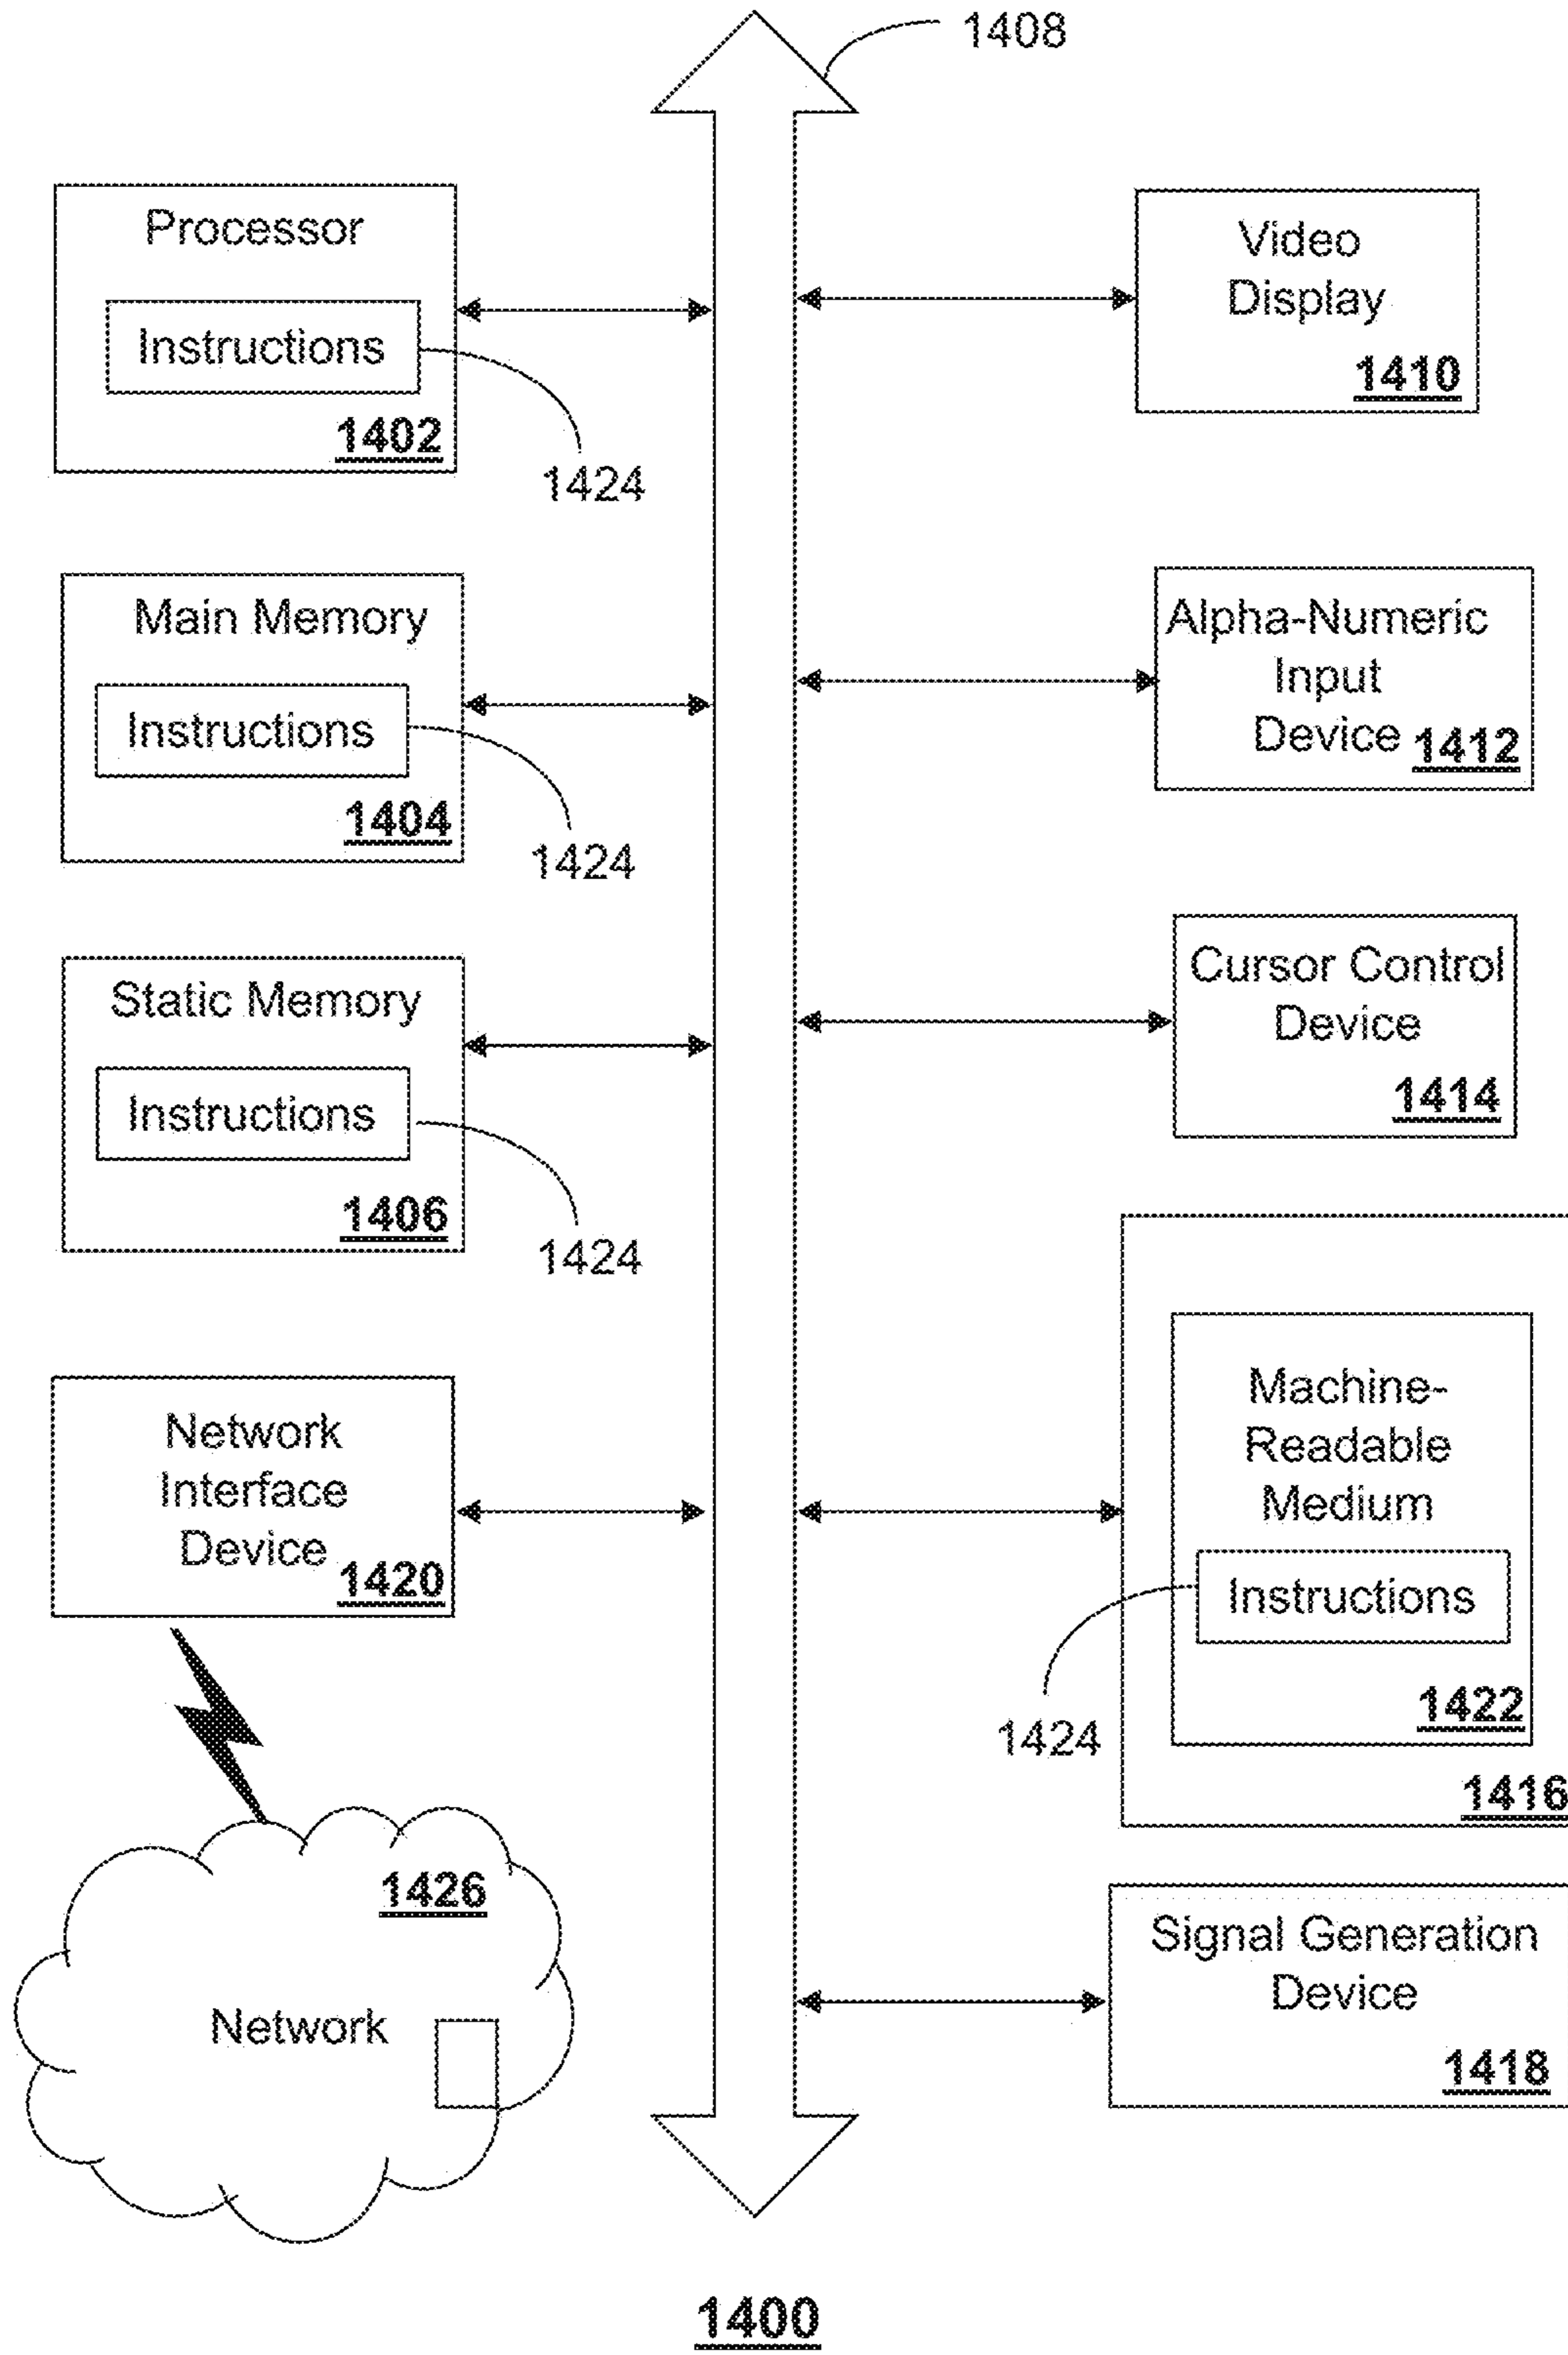 1408
Processor
Instructions
1402
1424
Video
Display
1410
Main Memory
Instructions
1404
1424
Alpha-Numeric
Input
Device 1412
Static Memory
Instructions
1406
1424
Cursor Control
Device
1414
Network
Interface
Device
1420
Machine-
Readable
Medium
Instructions
1422
1424
1416
1426
Network
Signal Generation
Device
1418
1400